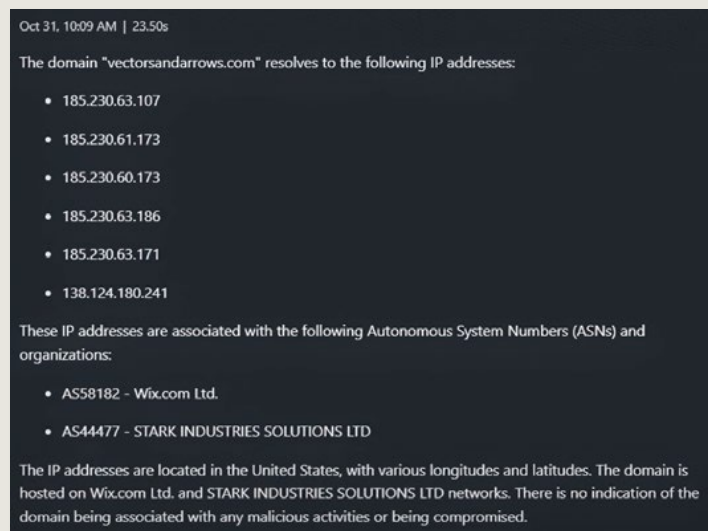 Oct 31, 10:09 AM | 23.50s
The domain "vectorsandarrows.com" resolves to the following IP addresses:
• 185.230.63.107
• 185.230.61.173
• 185.230.60.173
• 185.230.63.186
• 185.230.63.171
• 138.124.180.241
These IP addresses are associated with the following Autonomous System Numbers (ASNs) and
organizations:
• AS58182 - Wix.com Ltd.
• AS44477 - STARK INDUSTRIES SOLUTIONS LTD
The IP addresses are located in the United States, with various longitudes and latitudes. The domain is
hosted on Wix.com Ltd. and STARK INDUSTRIES SOLUTIONS LTD networks. There is no indication of the
domain being associated with any malicious activities or being compromised.